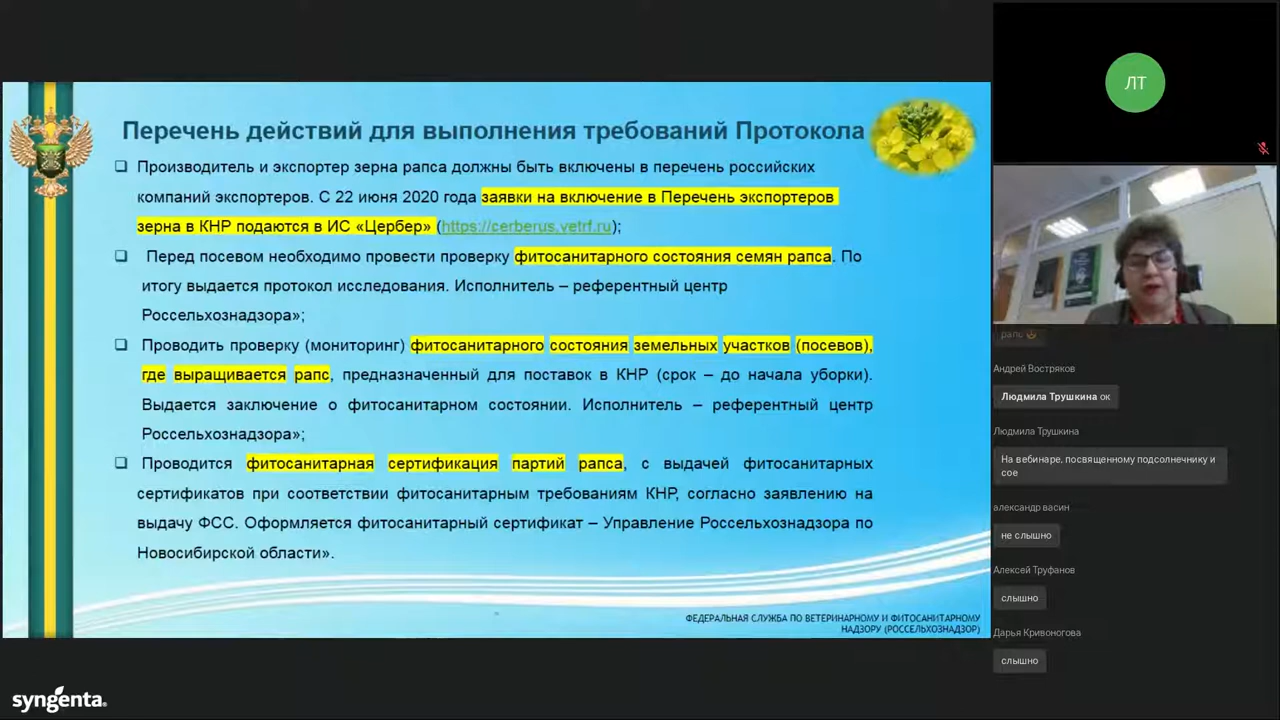 Перечень действий для выполнения требований Протокола
Производитель и экспортер зерна рапса должны быть включены в перечень российских
компаний экспортеров. С 22 июня 2020 года заявки на включение в Перечень экспортеров
зерна в КНР подаются в ИС «Цербер» (https://cerberus.vetrf.ru);
Перед посевом необходимо провести проверку фитосанитарного состояния семян рапса. По
итогу выдается протокол исследования. Исполнитель – референтный центр
Россельхознадзора»;
Проводить проверку (мониторинг) фитосанитарного состояния земельных участков (посевов),
где выращивается рапс, предназначенный для поставок в КНР (срок – до начала уборки).
Выдается заключение о фитосанитарном состоянии. Исполнитель – референтный центр
Россельхознадзора»;
Проводится фитосанитарная сертификация партий рапса, с выдачей фитосанитарных
сертификатов при соответствии фитосанитарным требованиям КНР, согласно заявлению на
выдачу ФСС. Оформляется фитосанитарный сертификат – Управление Россельхознадзора по
Новосибирской области».
ФЕДЕРАЛЬНАЯ СЛУЖБА ПО ВЕТЕРИНАРНОМУ И ФИТОСАНИТАРНОМУ
НАДЗОРУ (РОССЕЛЬХОЗНАДЗОР)
syngenta
ЛТ
рапс
Андрей Востряков
Людмила Трушкина ок
Людмила Трушкина
На вебинаре, посвященному подсолнечнику и
сое
александр васин
не слышно
Алексей Труфанов
слышно
Дарья Кривоногова
слышно